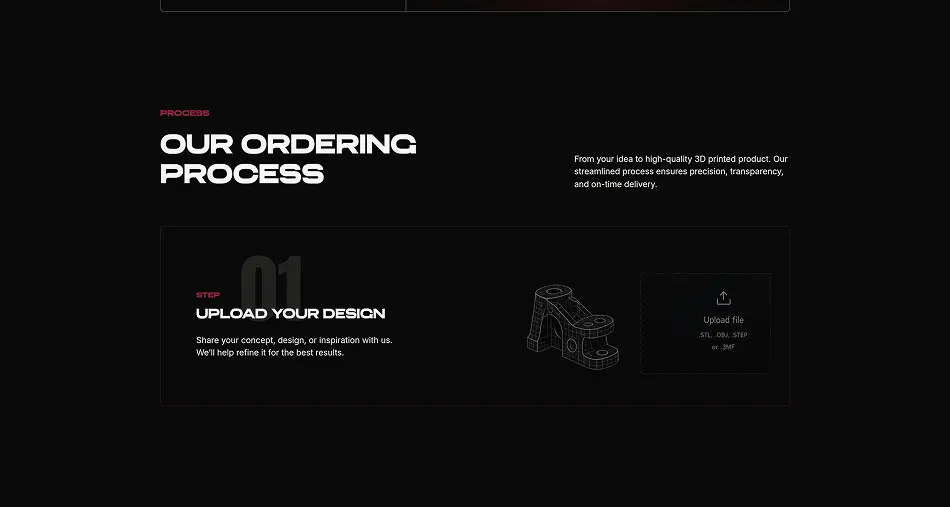 PROCESS
OUR ORDERING
PROCESS
From your idea to high-quality 3D printed product. Our
streamlined process ensures precision, transparency,
and on-time delivery.
01
STEP
UPLOAD YOUR DESIGN
Share your concept, design, or inspiration with us.
We'll help refine it for the best results.
Upload file
.STL, .OBJ, .STEP
or .3MF